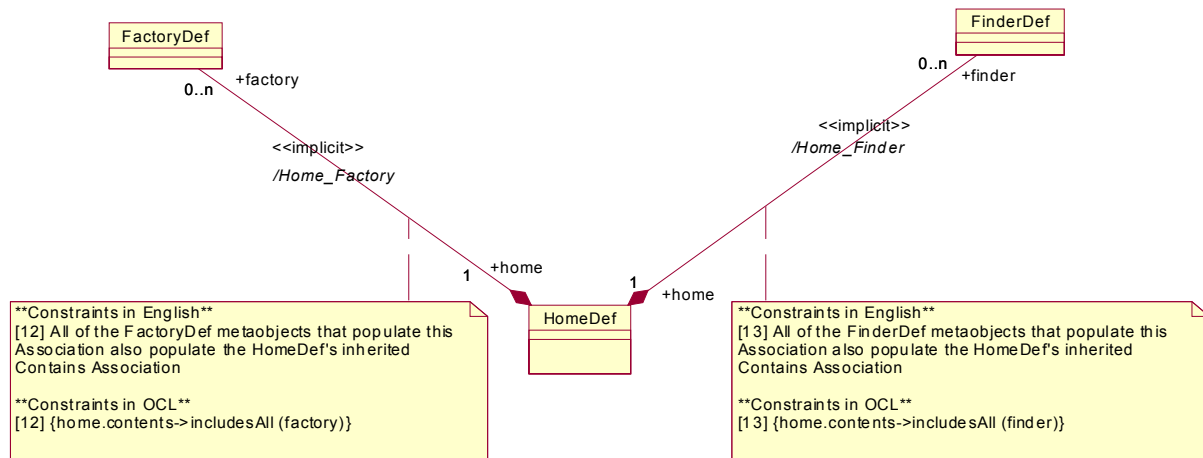 FactoryDef
FinderDef
+factory
0..n
0..n
+finder
<<implicit>>
/Home_Factory
<<implicit>>
/Home_Finder
+home
1
1
+home
HomeDef
**Constraints in English**
[12] All of the FactoryDef metaobjects that populate this
Association also populate the HomeDef's inherited
Contains Association
**Constraints in OCL**
[12] {home.contents->includesAll (factory)}
**Constraints in English**
[13] All of the FinderDef metaobjects that populate this
Association also populate the HomeDef's inherited
Contains Association
**Constraints in OCL**
[13] {home.contents->includesAll (finder)}